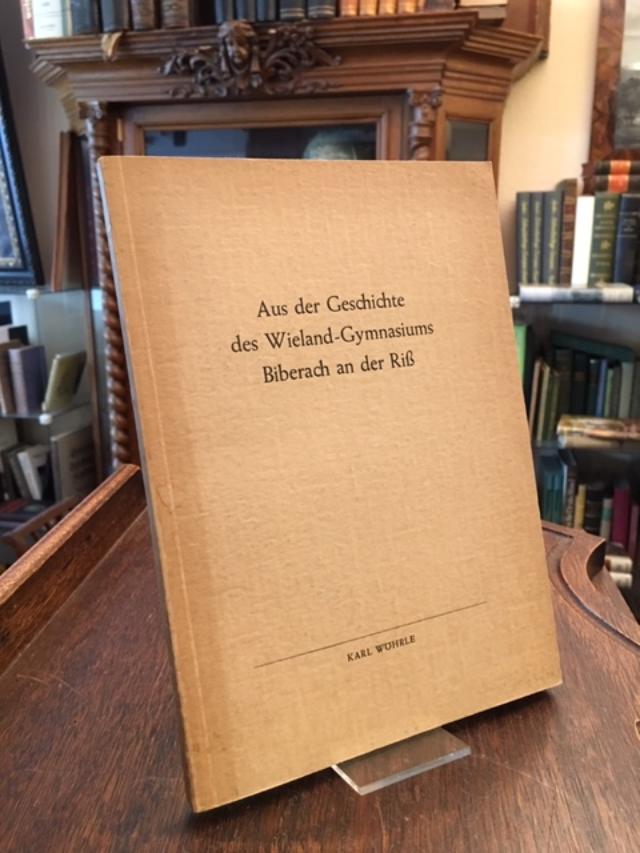 Aus der Geschichte
des Wieland-Gymnasiums
Biberach an der Riß
KARL WÖHRLE